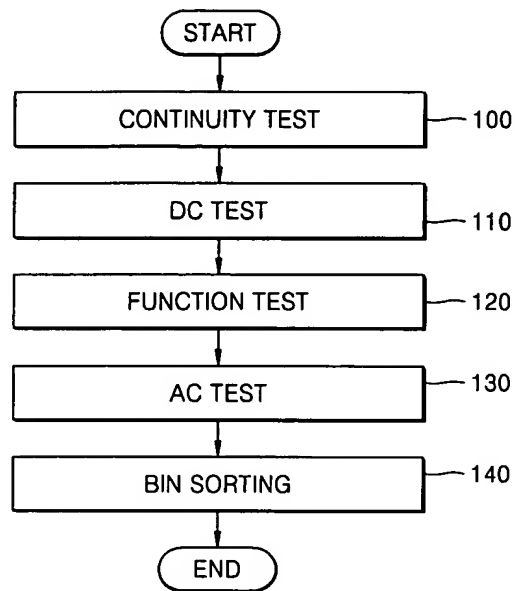 START
CONTINUITY TEST 100
DC TEST 110
FUNCTION TEST 120
AC TEST 130
BIN SORTING 140
END